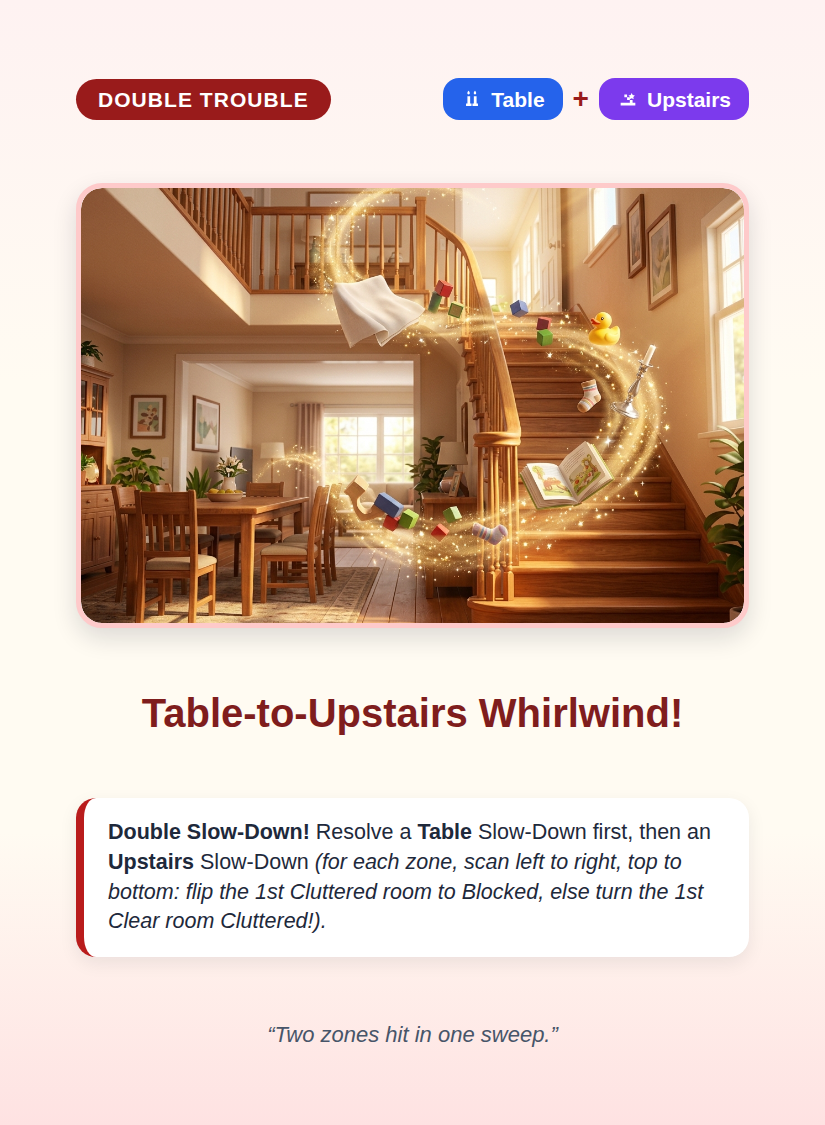 DOUBLE TROUBLE
Table + Upstairs
Table-to-Upstairs Whirlwind!
Double Slow-Down! Resolve a Table Slow-Down first, then an
Upstairs Slow-Down (for each zone, scan left to right, top to
bottom: flip the 1st Cluttered room to Blocked, else turn the 1st
Clear room Cluttered!).
“Two zones hit in one sweep.”